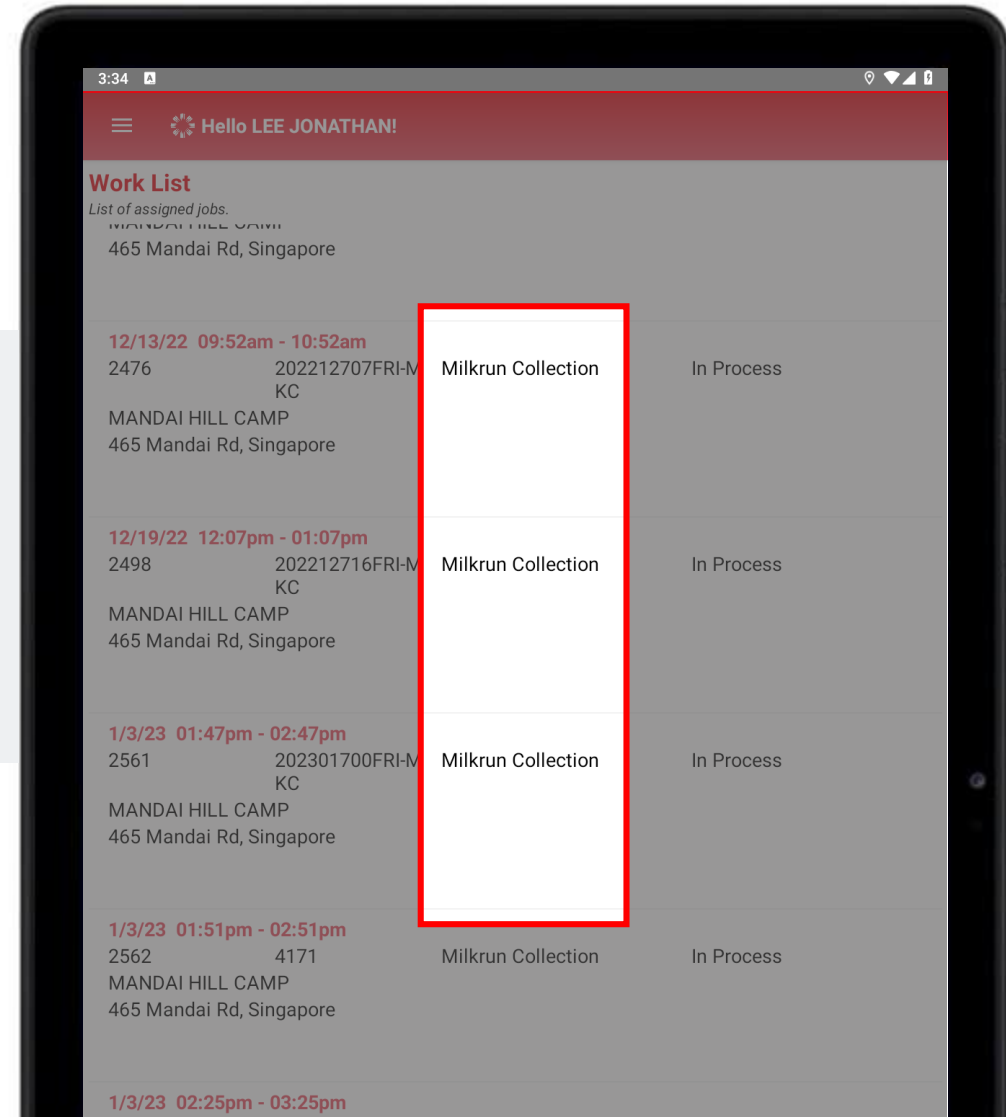 3:34
Hello LEE JONATHAN!
Work List
List of assigned jobs.
MANDAI HILL CAMP
465 Mandai Rd, Singapore
12/13/22 09:52am - 10:52am
2476 202212707FRI-M Milkrun Collection In Process
KC
MANDAI HILL CAMP
465 Mandai Rd, Singapore
12/19/22 12:07pm - 01:07pm
2498 202212716FRI-M Milkrun Collection In Process
KC
MANDAI HILL CAMP
465 Mandai Rd, Singapore
1/3/23 01:47pm - 02:47pm
2561 202301700FRI-M Milkrun Collection In Process
KC
MANDAI HILL CAMP
465 Mandai Rd, Singapore
1/3/23 01:51pm - 02:51pm
2562 4171 Milkrun Collection In Process
MANDAI HILL CAMP
465 Mandai Rd, Singapore
1/3/23 02:25pm - 03:25pm